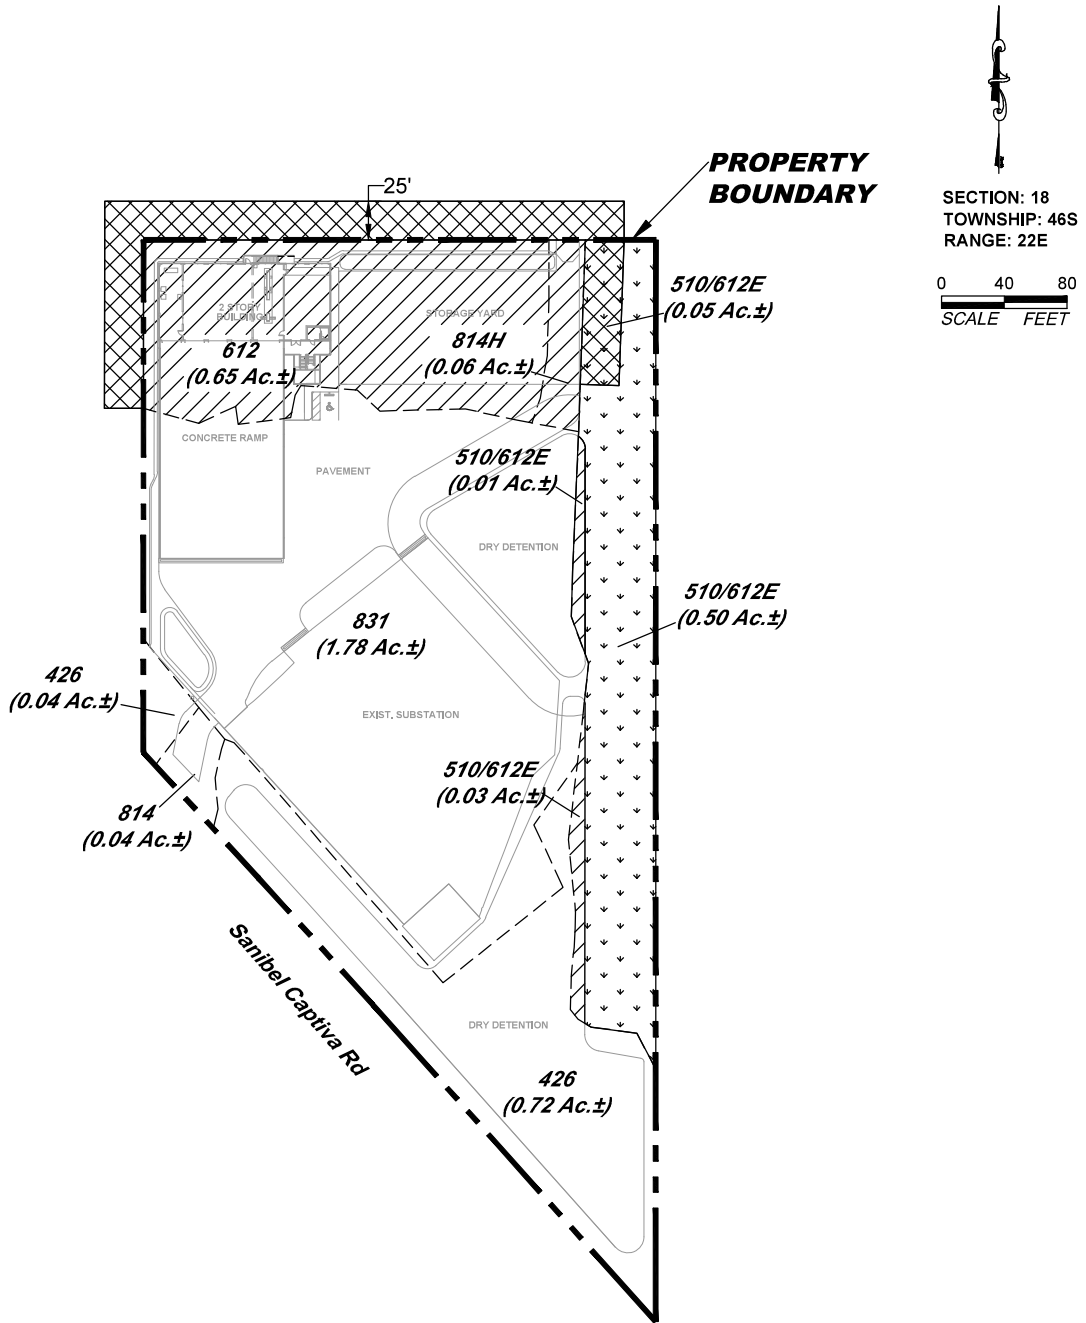 SECTION: 18
TOWNSHIP: 46S
RANGE: 22E
0 40 80
SCALE FEET
PROPERTY
BOUNDARY
25'
510/612E
(0.05 Ac.±)
2 STORY
BUILDING
STORAGE YARD
612
(0.65 Ac.±)
814H
(0.06 Ac.±)
CONCRETE RAMP
PAVEMENT
510/612E
(0.01 Ac.±)
DRY DETENTION
510/612E
(0.50 Ac.±)
831
(1.78 Ac.±)
426
(0.04 Ac.±)
EXIST. SUBSTATION
510/612E
(0.03 Ac.±)
814
(0.04 Ac.±)
Sanibel Captiva Rd
DRY DETENTION
426
(0.72 Ac.±)